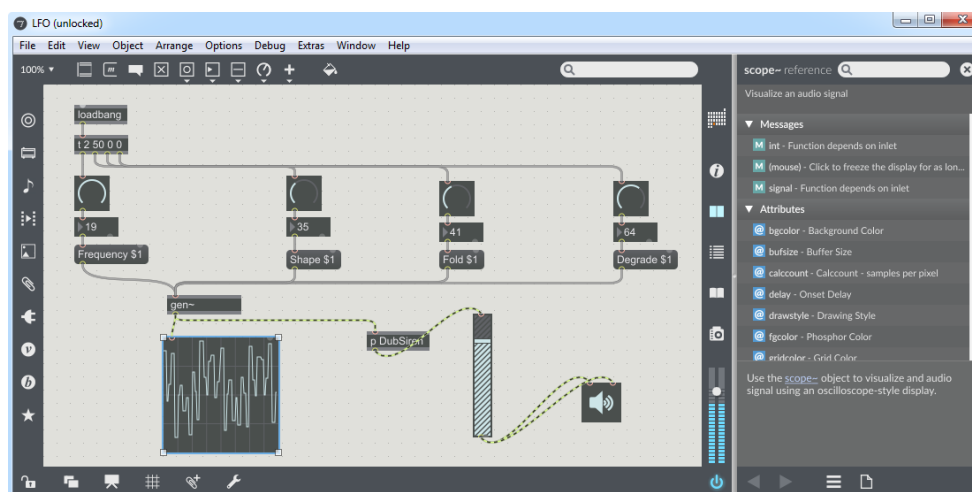 LFO (unlocked)
File Edit View Object Arrange Options Debug Extras Window Help
100%
scope~ reference
Visualize an audio signal
loadbang
t 2 50 0 0
19
35
41
64
Frequency $1
Shape $1
Fold $1
Degrade $1
gen~
p DubSiren
Messages
M int - Function depends on inlet
M (mouse) - Click to freeze the display for as lon...
M signal - Function depends on inlet
Attributes
@ bgcolor - Background Color
@ bufsize - Buffer Size
@ calccount - Calccount - samples per pixel
@ delay - Onset Delay
@ drawstyle - Drawing Style
@ fgcolor - Phosphor Color
@ gridcolor - Grid Color
Use the scope~ object to visualize and audio
signal using an oscilloscope-style display.